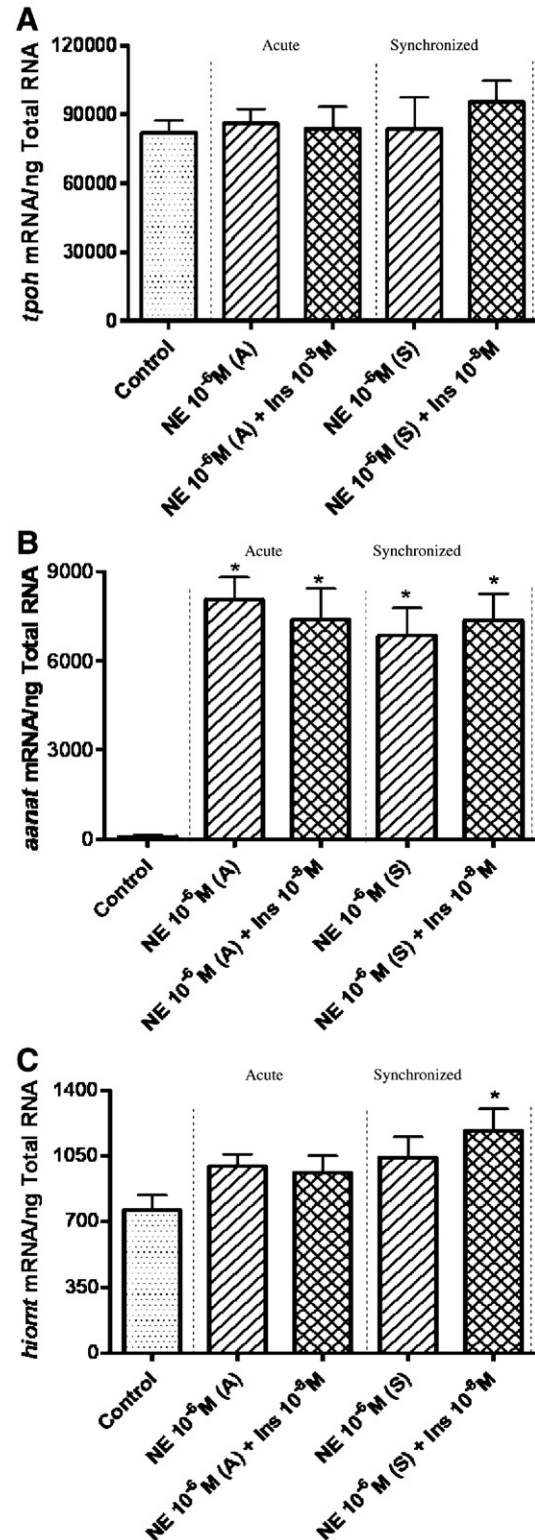 A
Acute Synchronized
tpoh mRNA/ng Total RNA
120000
90000
60000
30000
0
Control
NE 10⁻⁶M (A)
NE 10⁻⁶M (A) + Ins 10⁻⁸M
NE 10⁻⁶M (S)
NE 10⁻⁶M (S) + Ins 10⁻⁸M
B
Acute Synchronized
aanat mRNA/ng Total RNA
9000
6000
3000
0
* * * *
Control
NE 10⁻⁶M (A)
NE 10⁻⁶M (A) + Ins 10⁻⁸M
NE 10⁻⁶M (S)
NE 10⁻⁶M (S) + Ins 10⁻⁸M
C
Acute Synchronized
hiomt mRNA/ng Total RNA
1400
1050
700
350
0
*
Control
NE 10⁻⁶M (A)
NE 10⁻⁶M (A) + Ins 10⁻⁸M
NE 10⁻⁶M (S)
NE 10⁻⁶M (S) + Ins 10⁻⁸M